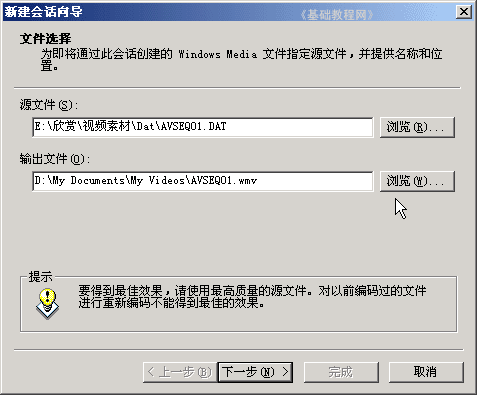 新建会话向导
《基础教程网》
文件选择
为即将通过此会话创建的 Windows Media 文件指定源文件，并提供名称和位
置。
源文件(S):
E:\欣赏\视频素材\Dat\AVSEQ01.DAT
浏览(R)...
输出文件(O):
D:\My Documents\My Videos\AVSEQ01.wmv
浏览(W)...
提示
要得到最佳效果，请使用最高质量的源文件。对以前编码过的文件
进行重新编码不能得到最佳的效果。
< 上一步(B)
下一步(N) >
完成
取消